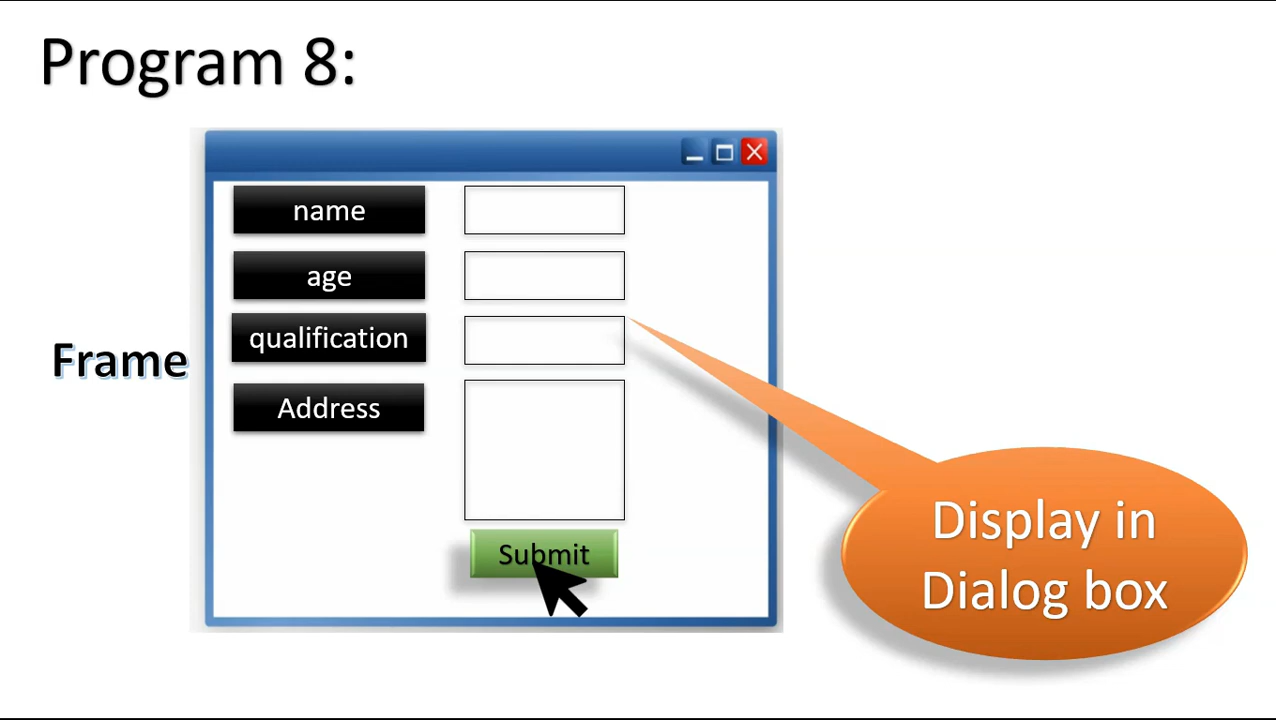 Program 8:
name
age
qualification
Frame
Address
Submit
Display in
Dialog box